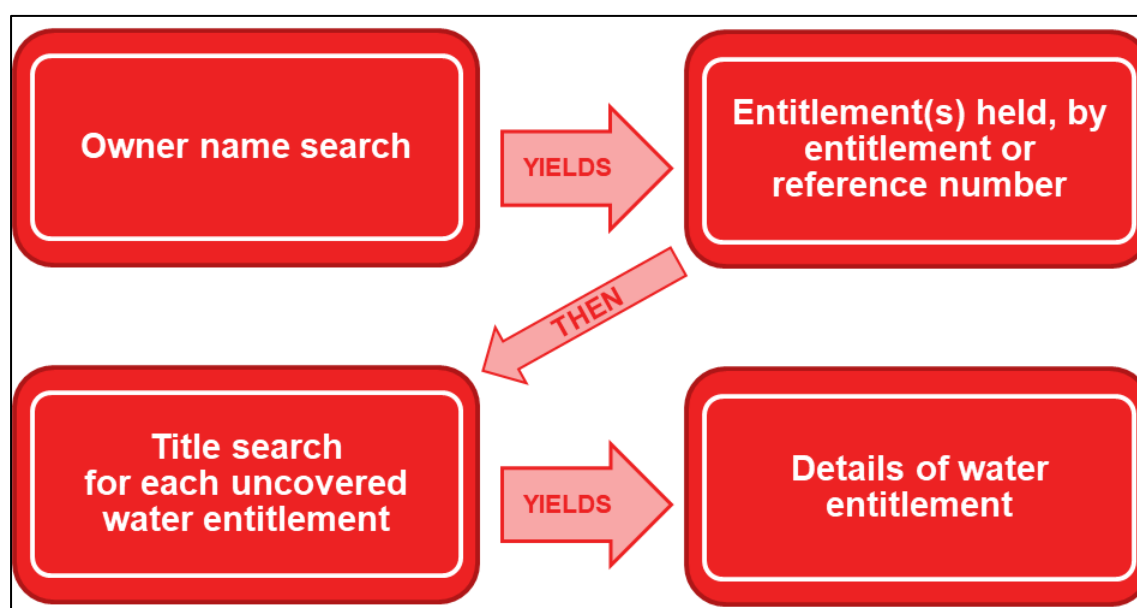 Owner name search
YIELDS
Entitlement(s) held, by
entitlement or
reference number
THEN
Title search
for each uncovered
water entitlement
YIELDS
Details of water
entitlement